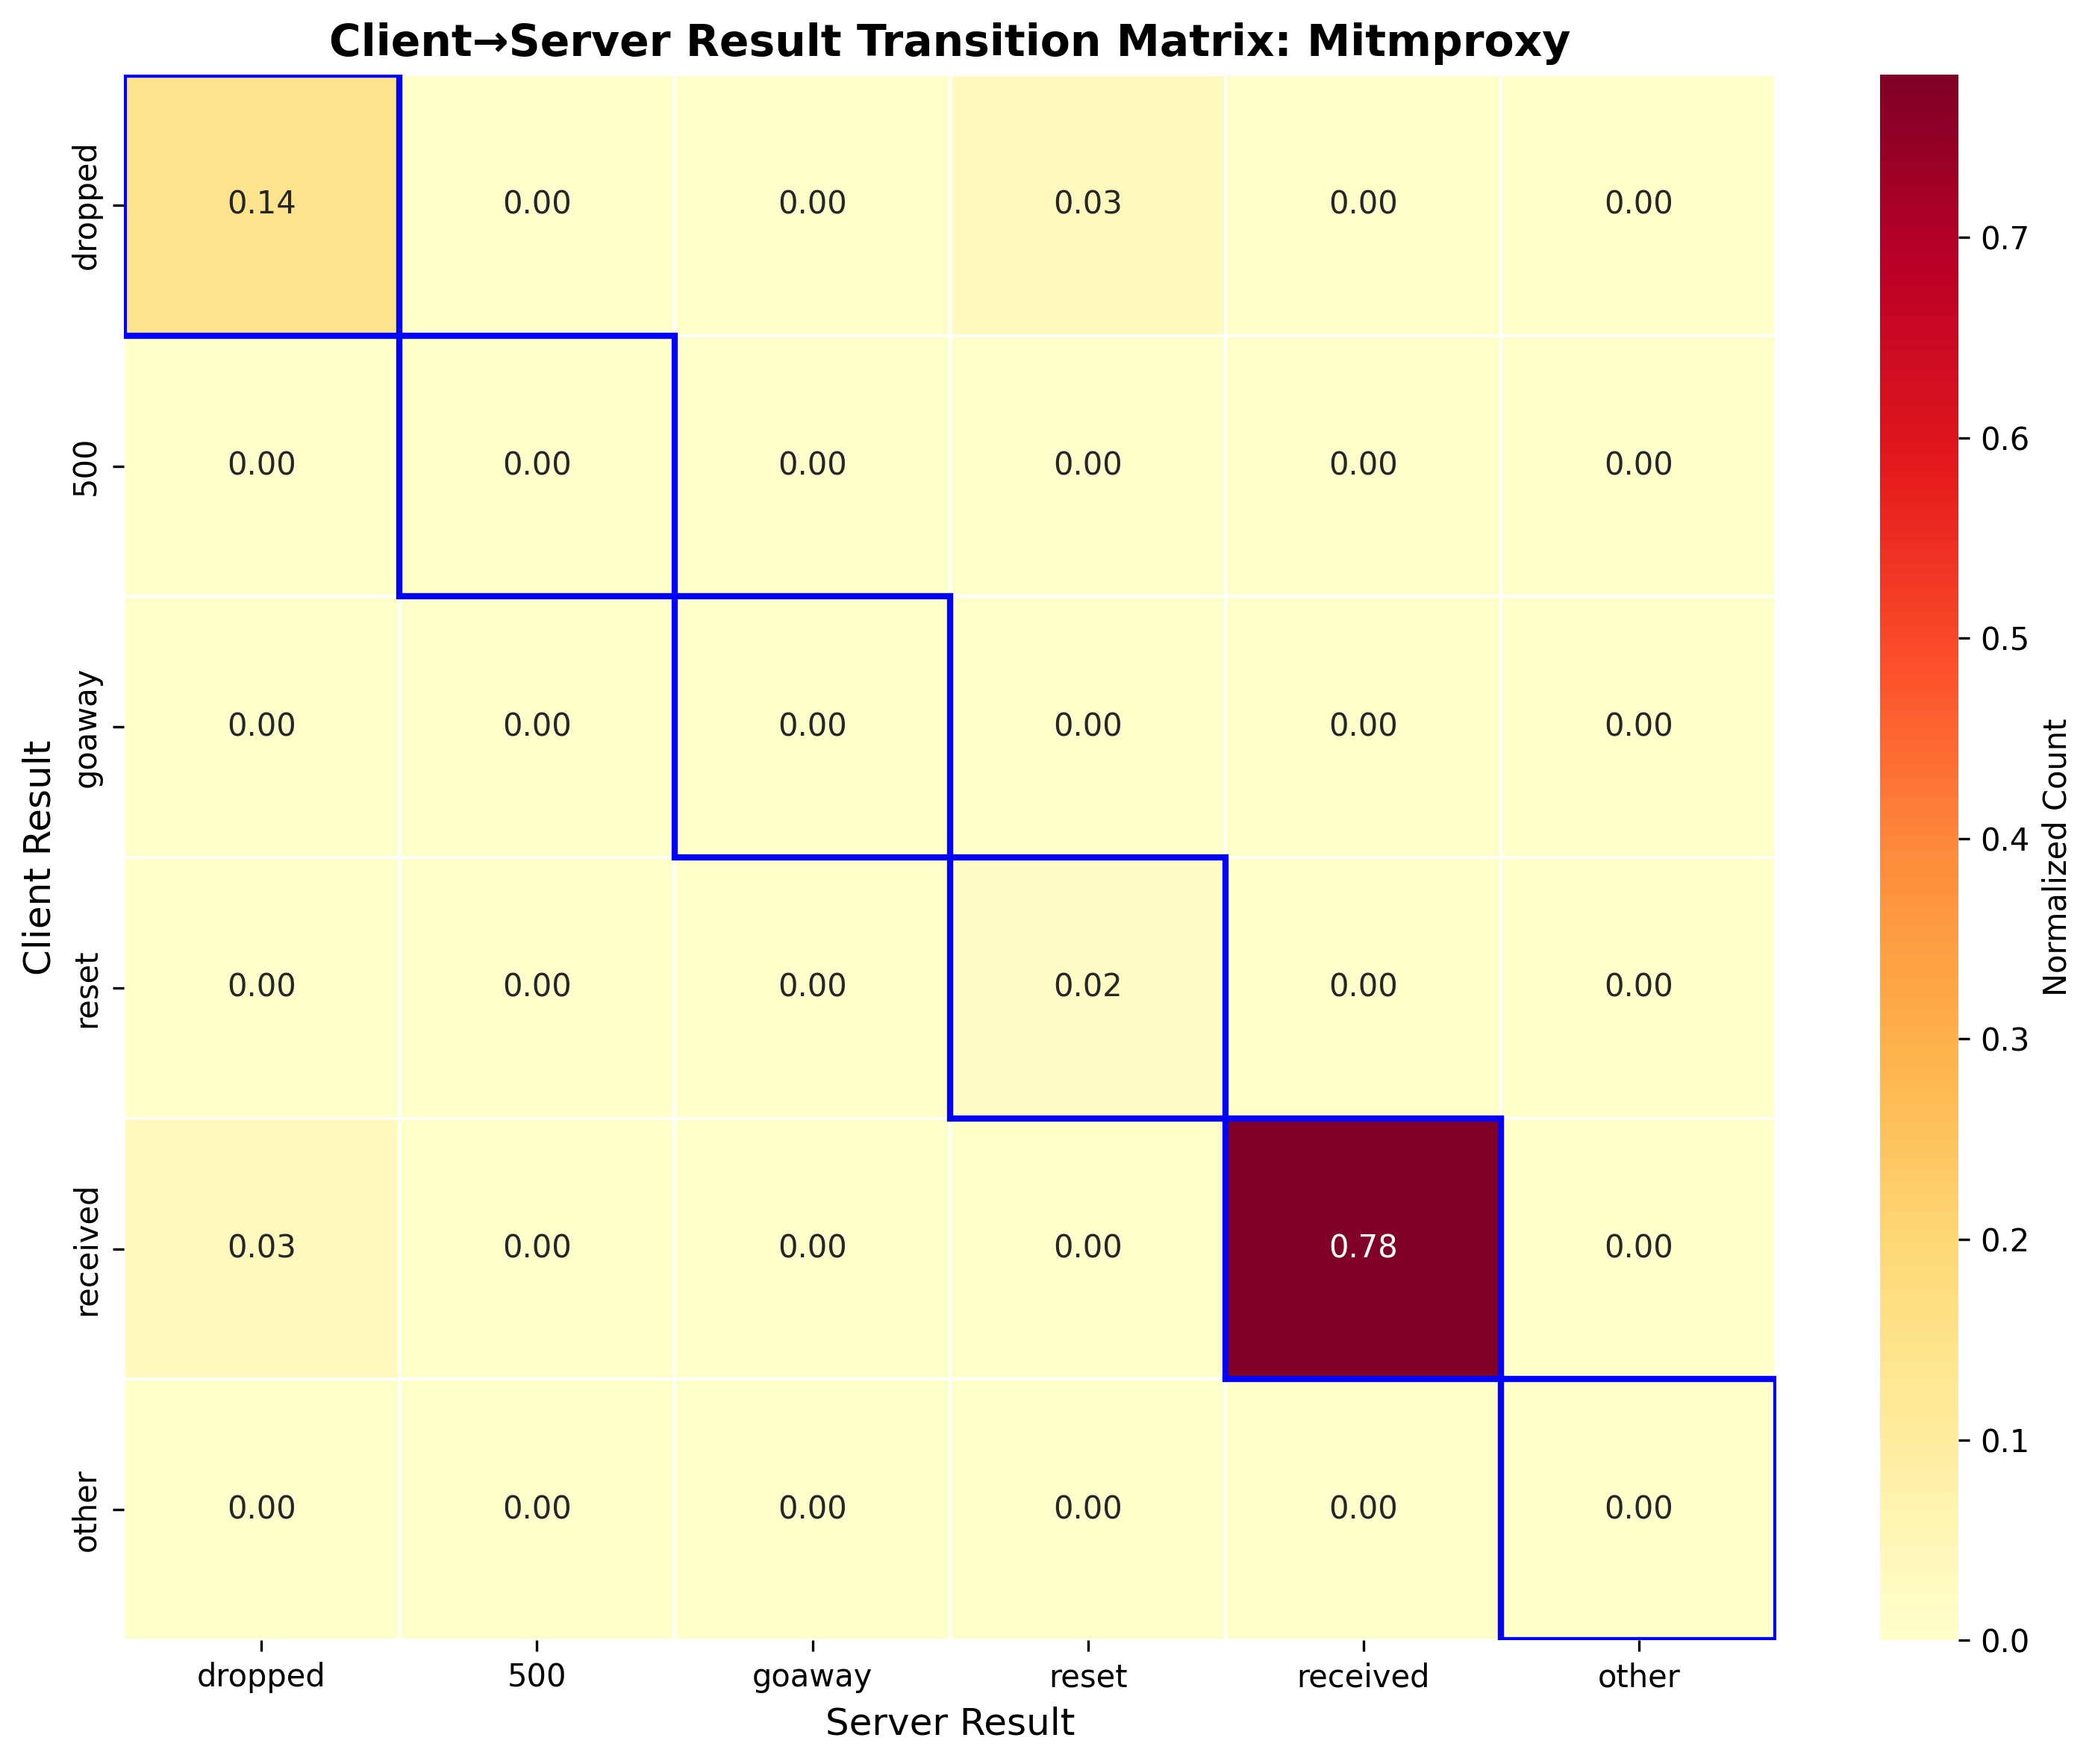 Client→Server Result Transition Matrix: Mitmproxy
Client Result
dropped 0.14 0.00 0.00 0.03 0.00 0.00
500 0.00 0.00 0.00 0.00 0.00 0.00
goaway 0.00 0.00 0.00 0.00 0.00 0.00
reset 0.00 0.00 0.00 0.02 0.00 0.00
received 0.03 0.00 0.00 0.00 0.78 0.00
other 0.00 0.00 0.00 0.00 0.00 0.00
dropped 500 goaway reset received other
Server Result
0.7
0.6
0.5
0.4
0.3
0.2
0.1
0.0
Normalized Count